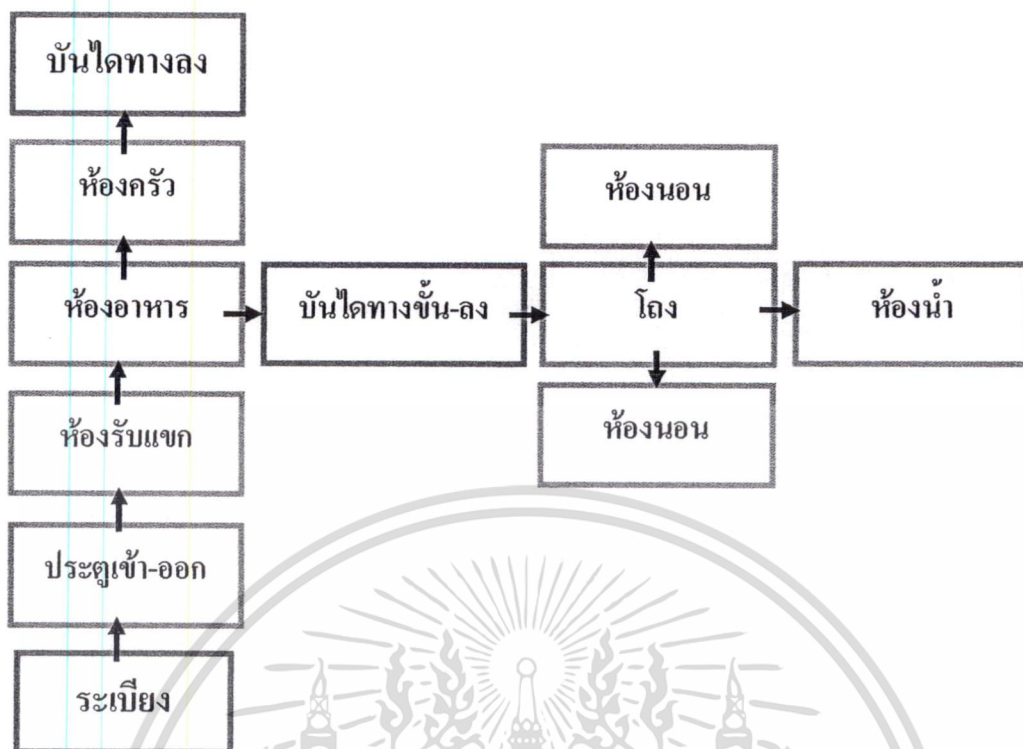 บันไดทางลง
ห้องครัว
ห้องนอน
ห้องอาหาร
บันไดทางขั้น-ลง
โถง
ห้องน้ำ
ห้องรับแขก
ห้องนอน
ประตูเข้า-ออก
ระเบียง